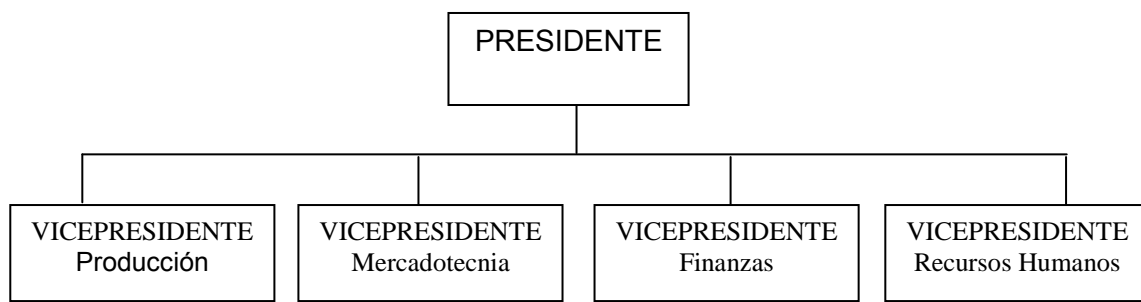 PRESIDENTE
VICEPRESIDENTE
Producción
VICEPRESIDENTE
Mercadotecnia
VICEPRESIDENTE
Finanzas
VICEPRESIDENTE
Recursos Humanos